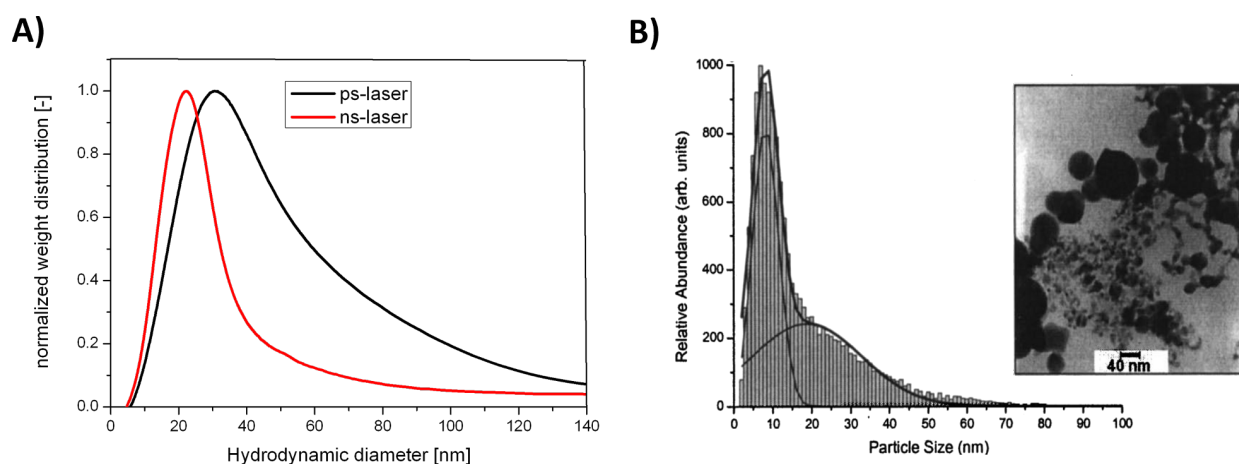 A)
normalized weight distribution [-]
1.0
0.8
0.6
0.4
0.2
0.0
ps-laser
ns-laser
0 20 40 60 80 100 120 140
Hydrodynamic diameter [nm]
B)
Relative Abundance (arb. units)
1000
800
600
400
200
0
40 nm
0 10 20 30 40 50 60 70 80 90 100
Particle Size (nm)